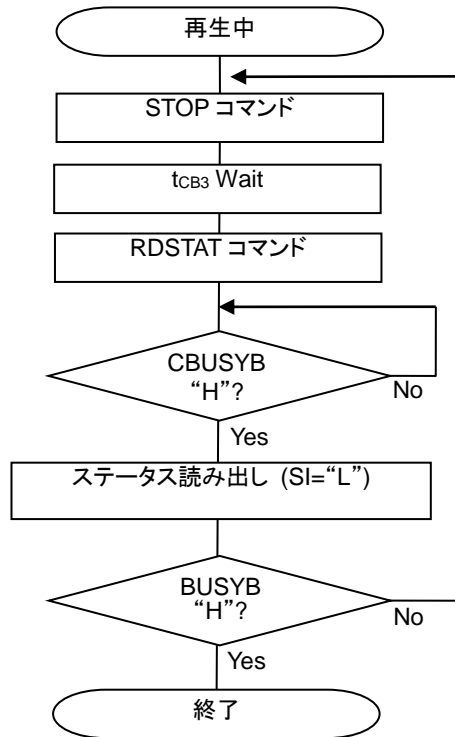 再生中
STOP コマンド
tCB3 Wait
RDSTAT コマンド
CBUSYB
“H”?
No
Yes
ステータス読み出し (SI=“L”)
BUSYB
“H”?
No
Yes
終了